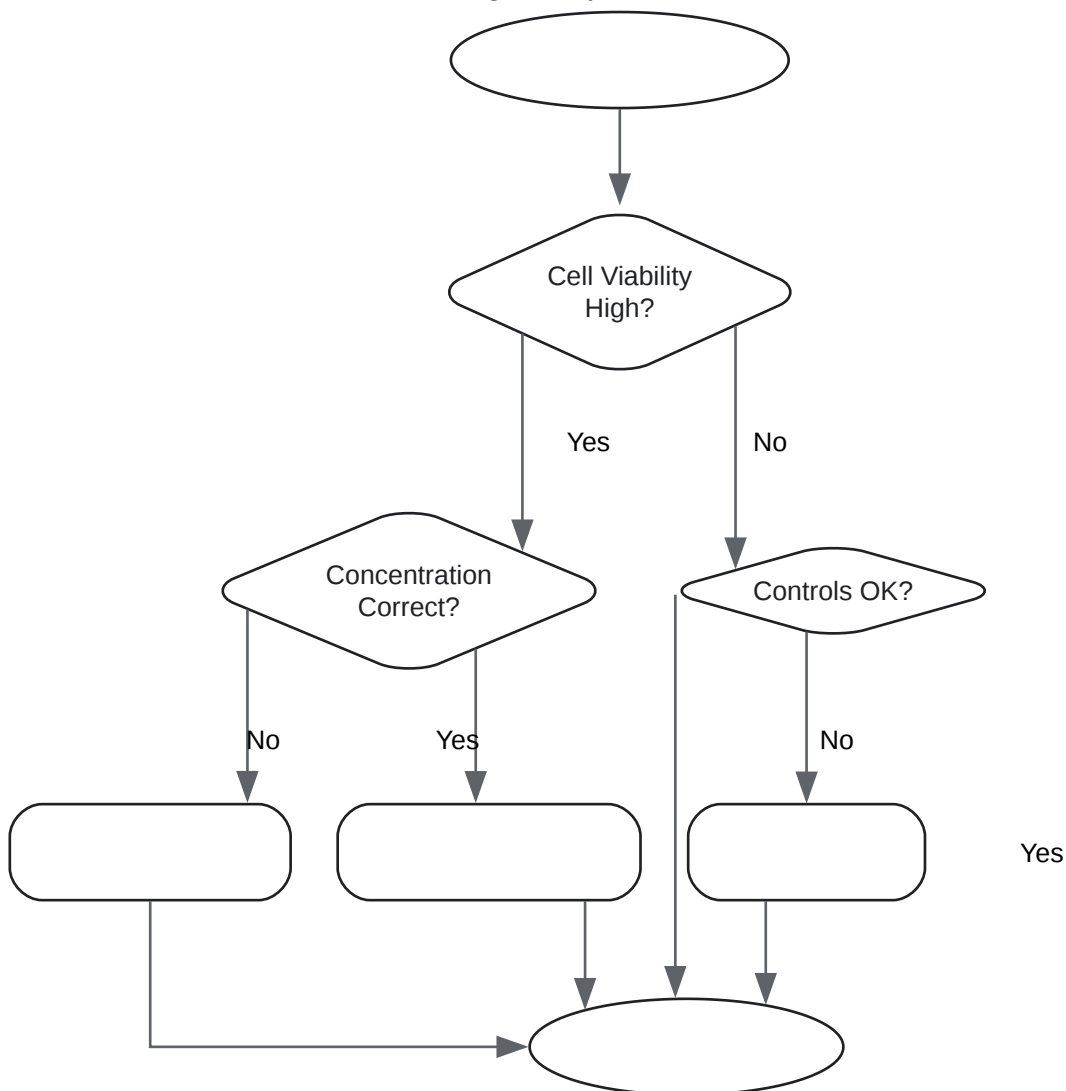 Cell Viability
High?
Yes
No
Concentration
Correct?
Controls OK?
No
Yes
No
Yes